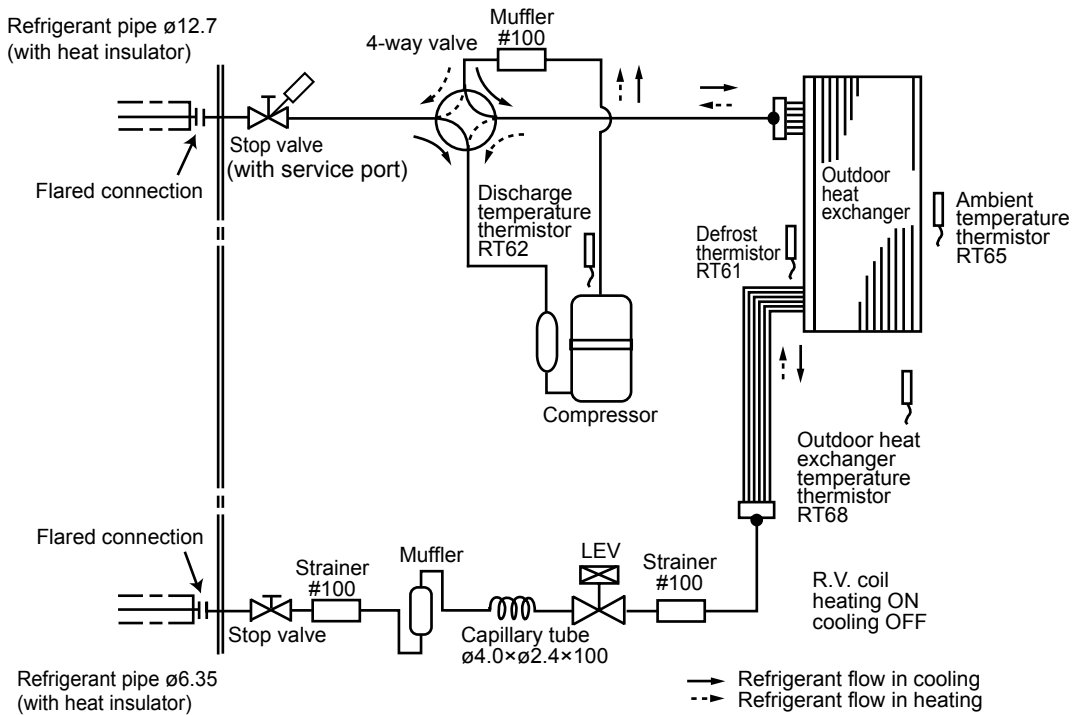 Refrigerant pipe ø12.7
(with heat insulator)
Muffler
#100
4-way valve
Stop valve
(with service port)
Flared connection
Discharge
temperature
thermistor
RT62
Outdoor
heat
exchanger
Ambient
temperature
thermistor
RT65
Defrost
thermistor
RT61
Compressor
Outdoor heat
exchanger
temperature
thermistor
RT68
Flared connection
Strainer
#100
Muffler
LEV
Strainer
#100
R.V. coil
heating ON
cooling OFF
Stop valve
Capillary tube
ø4.0×ø2.4×100
Refrigerant pipe ø6.35
(with heat insulator)
Refrigerant flow in cooling
Refrigerant flow in heating